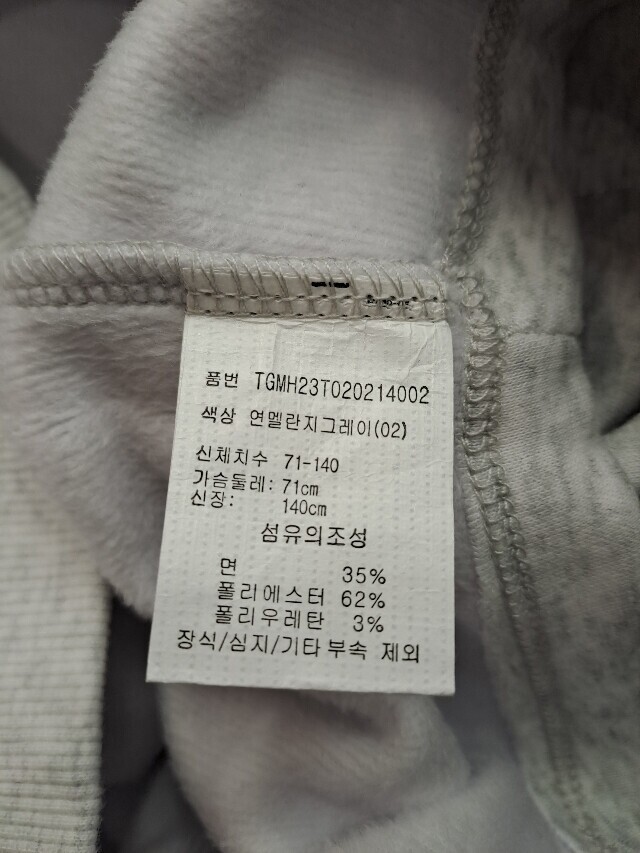 품번 TGMH23T020214002
색상 연멜란지그레이(02)
신체치수 71-140
가슴둘레: 71cm
신장: 140cm
섬유의조성
면 35%
폴리에스터 62%
폴리우레탄 3%
장식/심지/기타 부속 제외